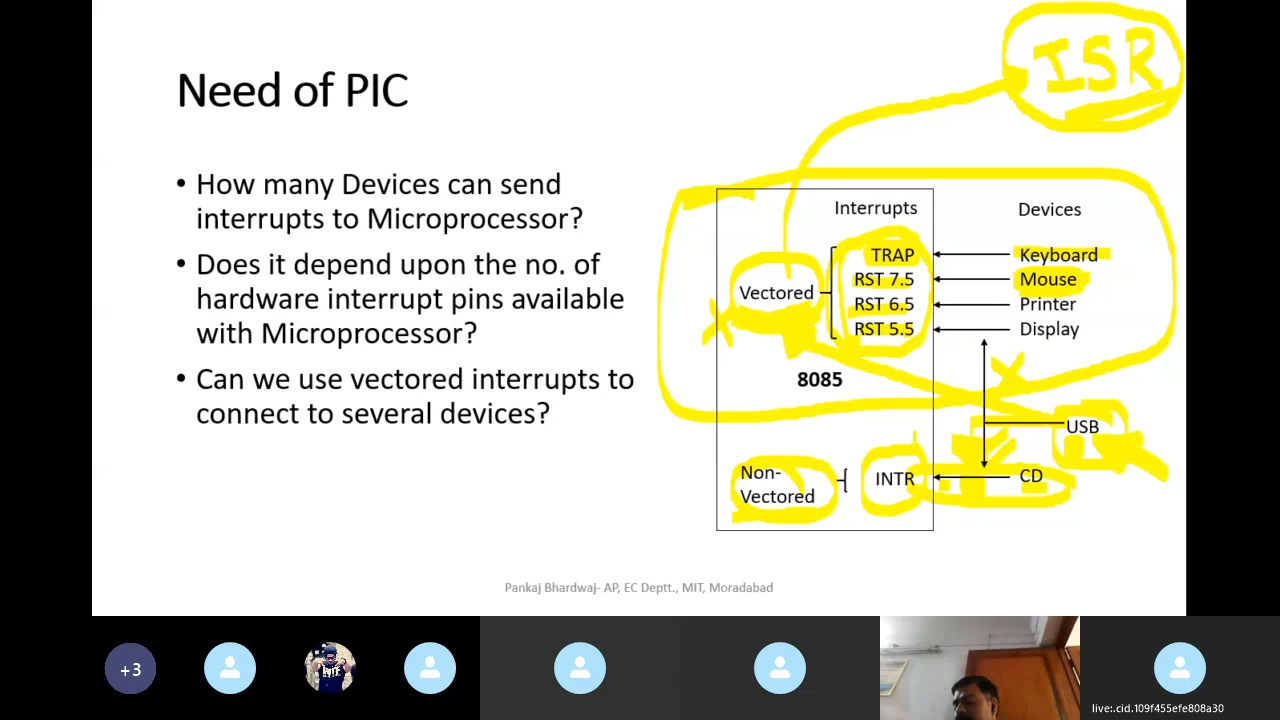 ISR
Need of PIC
• How many Devices can send
interrupts to Microprocessor?
• Does it depend upon the no. of
hardware interrupt pins available
with Microprocessor?
• Can we use vectored interrupts to
connect to several devices?
Interrupts Devices
TRAP Keyboard
RST 7.5 Mouse
Vectored
RST 6.5 Printer
RST 5.5 Display
8085
USB
Non-
Vectored
INTR CD
Pankaj Bhardwaj- AP, EC Deptt., MIT, Moradabad
+3
live:.cid.109f455efe808a30